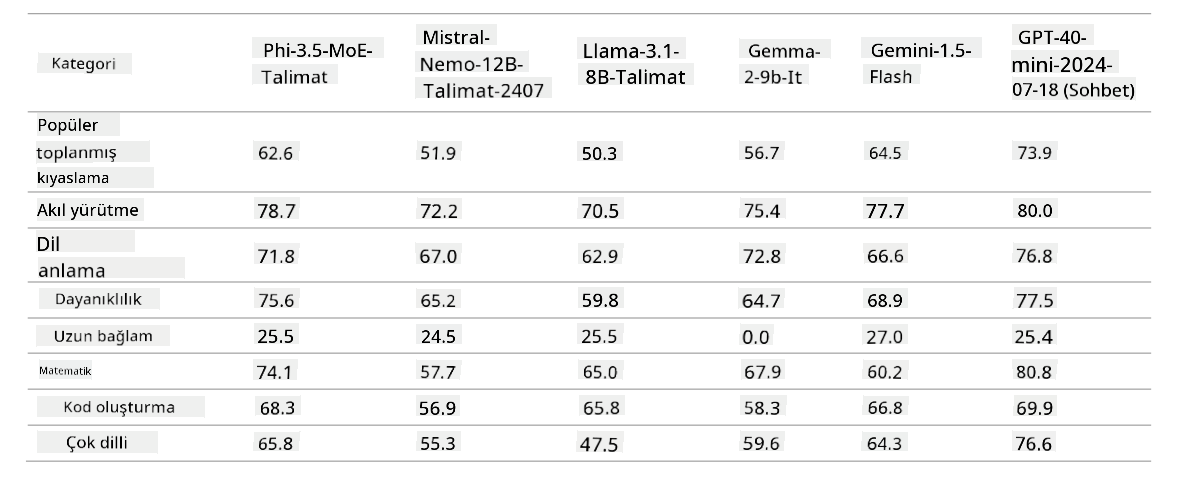 Kategori
Phi-3.5-MoE-
Talimat
Mistral-
Nemo-12B-
Talimat-2407
Llama-3.1-
8B-Talimat
Gemma-
2-9b-It
Gemini-1.5-
Flash
GPT-40-
mini-2024-
07-18 (Sohbet)
Popüler
toplanmış
kıyaslama
62.6 51.9 50.3 56.7 64.5 73.9
Akıl yürütme 78.7 72.2 70.5 75.4 77.7 80.0
Dil
anlama
71.8 67.0 62.9 72.8 66.6 76.8
Dayanıklılık 75.6 65.2 59.8 64.7 68.9 77.5
Uzun bağlam 25.5 24.5 25.5 0.0 27.0 25.4
Matematik 74.1 57.7 65.0 67.9 60.2 80.8
Kod oluşturma 68.3 56.9 65.8 58.3 66.8 69.9
Çok dilli 65.8 55.3 47.5 59.6 64.3 76.6